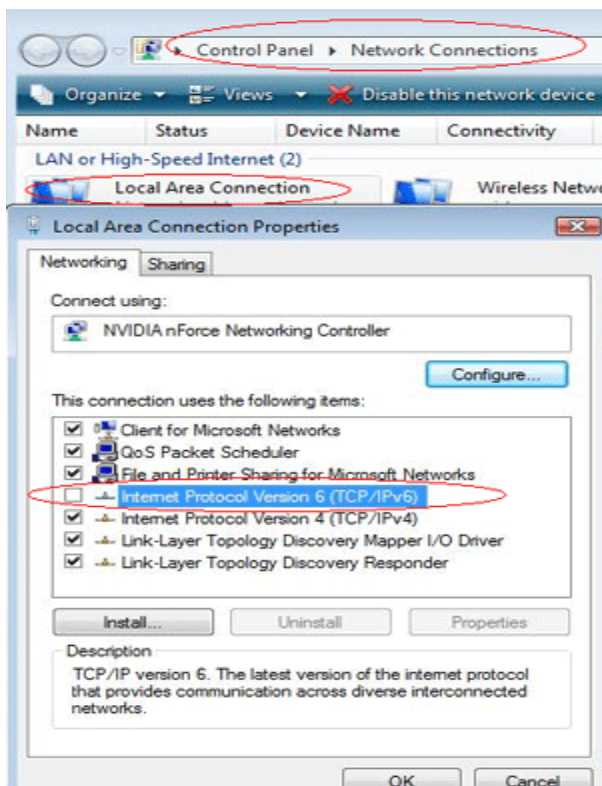 Control Panel Network Connections
Organize Views Disable this network device
Name Status Device Name Connectivity
LAN or High-Speed Internet (2)
Local Area Connection Wireless Netwo
Local Area Connection Properties
Networking Sharing
Connect using:
NVIDIA nForce Networking Controller
Configure...
This connection uses the following items:
Client for Microsoft Networks
QoS Packet Scheduler
File and Printer Sharing for Microsoft Networks
Internet Protocol Version 6 (TCP/IPv6)
Internet Protocol Version 4 (TCP/IPv4)
Link-Layer Topology Discovery Mapper I/O Driver
Link-Layer Topology Discovery Responder
Install... Uninstall Properties
Description
TCP/IP version 6. The latest version of the internet protocol
that provides communication across diverse interconnected
networks.
OK Cancel